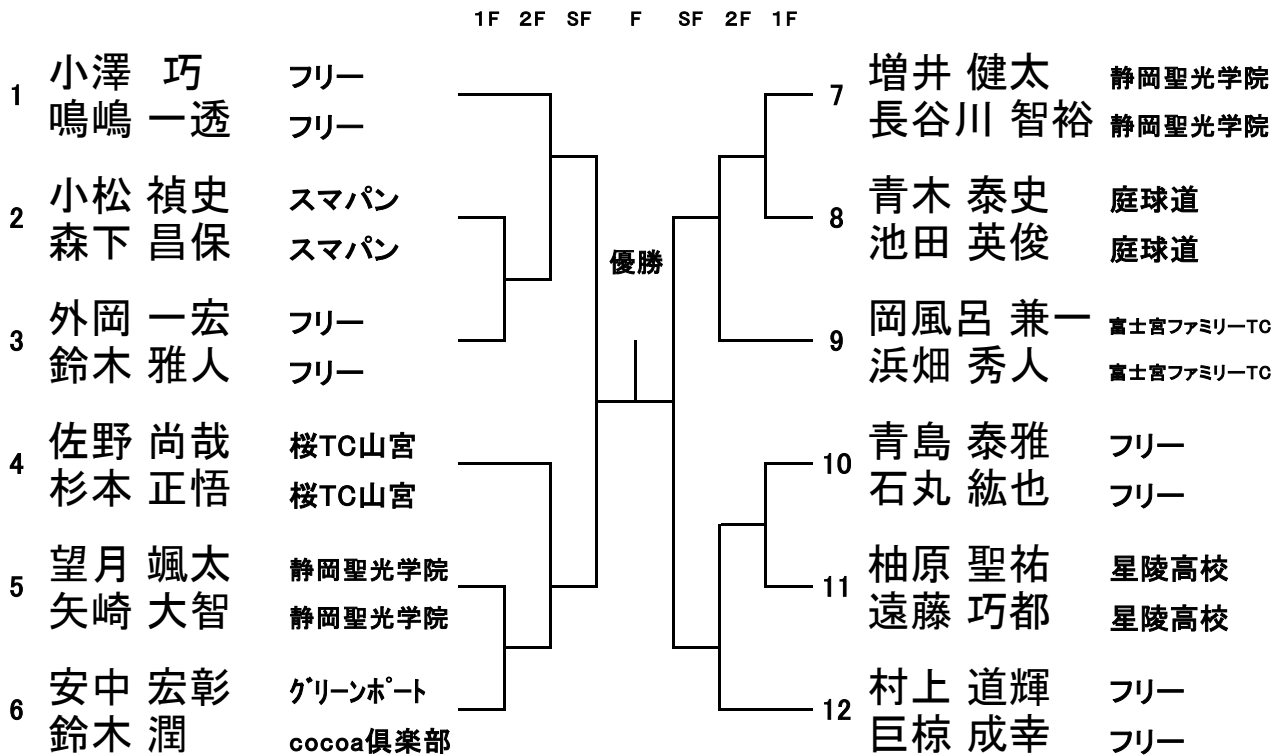 1F 2F SF F SF 2F 1F
1 小澤 巧 フリー
鳴嶋 一透 フリー
2 小松 禎史 スマパン
森下 昌保 スマパン
3 外岡 一宏 フリー
鈴木 雅人 フリー
4 佐野 尚哉 桜TC山宮
杉本 正悟 桜TC山宮
5 望月 颯太 静岡聖光学院
矢崎 大智 静岡聖光学院
6 安中 宏彰 グリーンポート
鈴木 潤 cocoa倶楽部
優勝
7 増井 健太 静岡聖光学院
長谷川 智裕 静岡聖光学院
8 青木 泰史 庭球道
池田 英俊 庭球道
9 岡風呂 兼一 富士宮ファミリーTC
浜畑 秀人 富士宮ファミリーTC
10 青島 泰雅 フリー
石丸 紘也 フリー
11 柚原 聖祐 星陵高校
遠藤 巧都 星陵高校
12 村上 道輝 フリー
巨椋 成幸 フリー